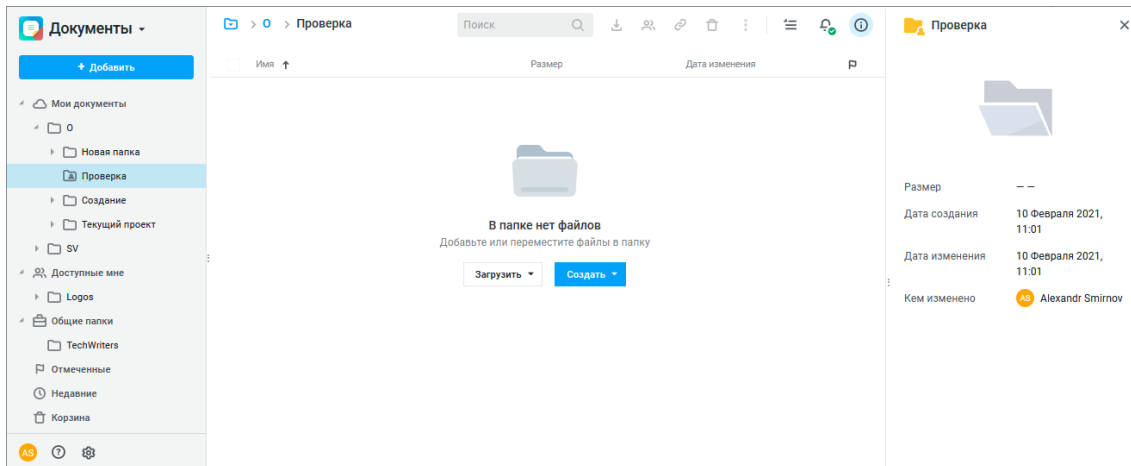 Документы
+ Добавить
Мои документы
О
Новая папка
Проверка
Создание
Текущий проект
SV
Доступные мне
Logos
Общие папки
TechWriters
Отмеченные
Недавние
Корзина
AS
О > Проверка
Поиск
Имя
Размер
Дата изменения
В папке нет файлов
Добавьте или переместите файлы в папку
Загрузить
Создать
Проверка
Размер — —
Дата создания 10 Февраля 2021,
11:01
Дата изменения 10 Февраля 2021,
11:01
Кем изменено AS Alexandr Smirnov